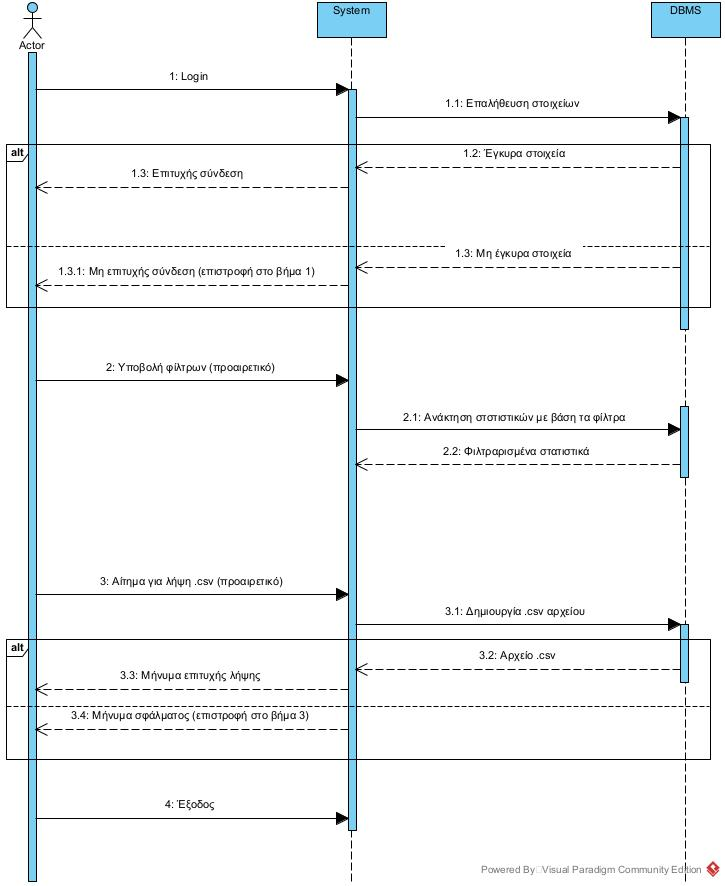 System
DBMS
Actor
1: Login
1.1: Επαλήθευση στοιχείων
alt
1.2: Έγκυρα στοιχεία
1.3: Επιτυχής σύνδεση
1.3: Μη έγκυρα στοιχεία
1.3.1: Μη επιτυχής σύνδεση (επιστροφή στο βήμα 1)
2: Υποβολή φίλτρων (προαιρετικό)
2.1: Ανάκτηση στστιστικών με βάση τα φίλτρα
2.2: Φιλτραρισμένα στατιστικά
3: Αίτημα για λήψη .csv (προαιρετικό)
3.1: Δημιουργία .csv αρχείου
alt
3.2: Αρχείο .csv
3.3: Μήνυμα επιτυχής λήψης
3.4: Μήνυμα σφάλματος (επιστροφή στο βήμα 3)
4: Έξοδος
Powered By Visual Paradigm Community Edition